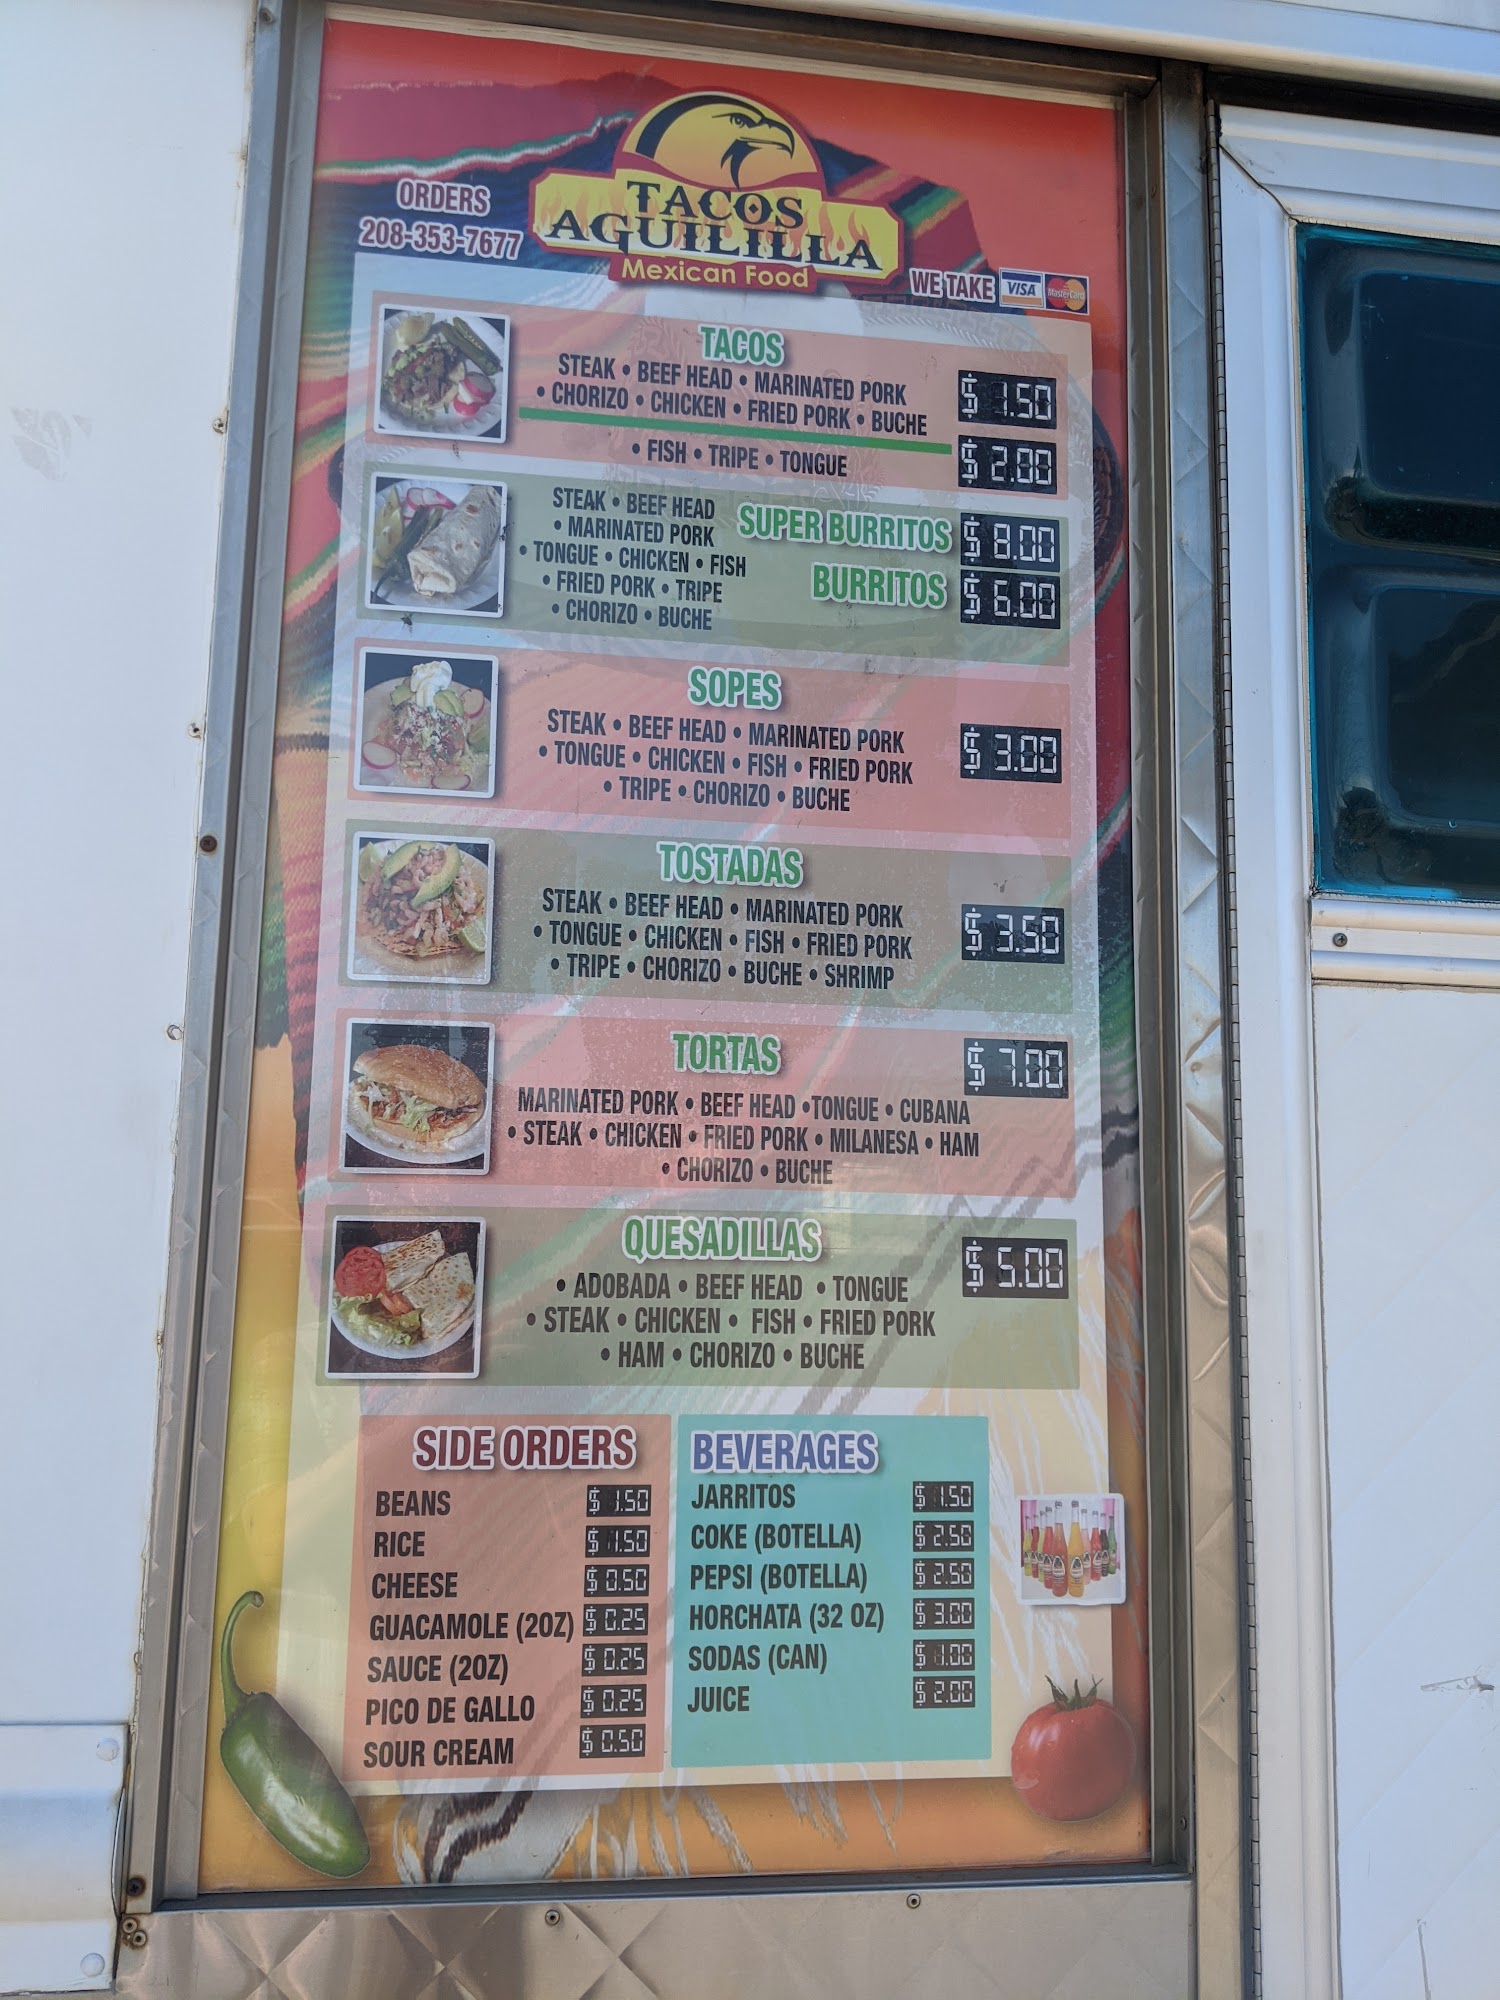 ORDERS
208-353-7677
TACOS
AGUILILLA
Mexican Food
WE TAKE VISA MasterCard
TACOS
STEAK • BEEF HEAD • MARINATED PORK
• CHORIZO • CHICKEN • FRIED PORK • BUCHE
$ 1.50
• FISH • TRIPE • TONGUE
$ 2.00
STEAK • BEEF HEAD
• MARINATED PORK
• TONGUE • CHICKEN • FISH
• FRIED PORK • TRIPE
• CHORIZO • BUCHE
SUPER BURRITOS $ 8.00
BURRITOS $ 6.00
SOPES
STEAK • BEEF HEAD • MARINATED PORK
• TONGUE • CHICKEN • FISH • FRIED PORK
• TRIPE • CHORIZO • BUCHE
$ 3.00
TOSTADAS
STEAK • BEEF HEAD • MARINATED PORK
• TONGUE • CHICKEN • FISH • FRIED PORK
• TRIPE • CHORIZO • BUCHE • SHRIMP
$ 3.50
TORTAS
$ 7.00
MARINATED PORK • BEEF HEAD •TONGUE • CUBANA
• STEAK • CHICKEN • FRIED PORK • MILANESA • HAM
• CHORIZO • BUCHE
QUESADILLAS
$ 5.00
• ADOBADA • BEEF HEAD • TONGUE
• STEAK • CHICKEN • FISH • FRIED PORK
• HAM • CHORIZO • BUCHE
SIDE ORDERS
BEANS $ 1.50
RICE $ 1.50
CHEESE $ 0.50
GUACAMOLE (2OZ) $ 0.25
SAUCE (2OZ) $ 0.25
PICO DE GALLO $ 0.25
SOUR CREAM $ 0.50
BEVERAGES
JARRITOS $ 1.50
COKE (BOTELLA) $ 2.50
PEPSI (BOTELLA) $ 2.50
HORCHATA (32 OZ) $ 3.00
SODAS (CAN) $ 1.00
JUICE $ 2.00